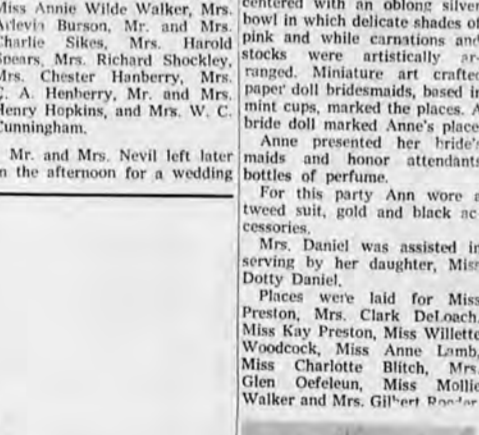 Miss Annie Wilde Walker, Mrs.
Arlevia Burson, Mr. and Mrs.
Charlie Sikes, Mrs. Harold
Spears, Mrs. Richard Shockley,
Mrs. Chester Hanberry, Mrs.
C. A. Henberry, Mr. and Mrs.
Henry Hopkins, and Mrs. W. C.
Cunningham.
Mr. and Mrs. Nevil left later
in the afternoon for a wedding
centered with an oblong silver
bowl in which delicate shades of
pink and while carnations and
stocks were artistically ar-
ranged. Miniature art crafted
paper doll bridesmaids, based in
mint cups, marked the places. A
bride doll marked Anne's place
Anne presented her bride's
maids and honor attendants
bottles of perfume.
For this party Ann wore a
tweed suit, gold and black ac
cessories.
Mrs. Daniel was assisted in
serving by her daughter, Miss
Dotty Daniel.
Places were laid for Miss
Preston, Mrs. Clark DeLoach,
Miss Kay Preston, Miss Willette
Woodcock, Miss Anne Lamb,
Miss Charlotte Blitch, Mrs.
Glen Oefeleun, Miss Mollie
Walker and Mrs. Gilbert